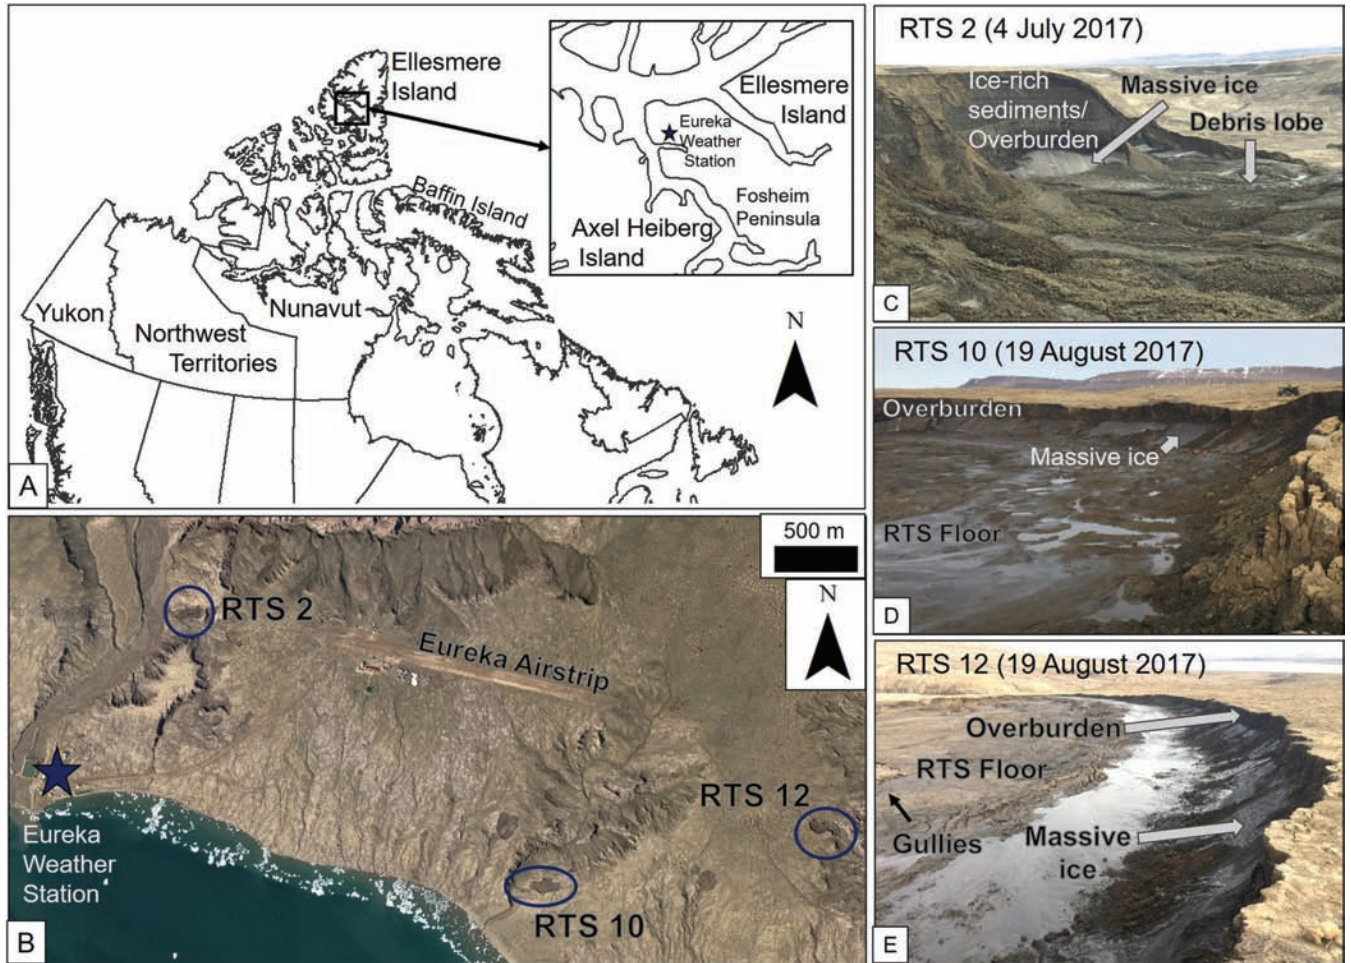 Ellesmere
Island
Baffin Island
Yukon
Northwest
Territories
Nunavut
N
A
Ellesmere
Island
Eureka
Weather
Station
Fosheim
Peninsula
Axel Heiberg
Island
500 m
N
RTS 2
Eureka Airstrip
RTS 12
RTS 10
Eureka
Weather
Station
B
RTS 2 (4 July 2017)
Ice-rich
sediments/
Overburden
Massive ice
Debris lobe
C
RTS 10 (19 August 2017)
Overburden
Massive ice
RTS Floor
D
RTS 12 (19 August 2017)
Overburden
RTS Floor
Gullies
Massive
ice
E